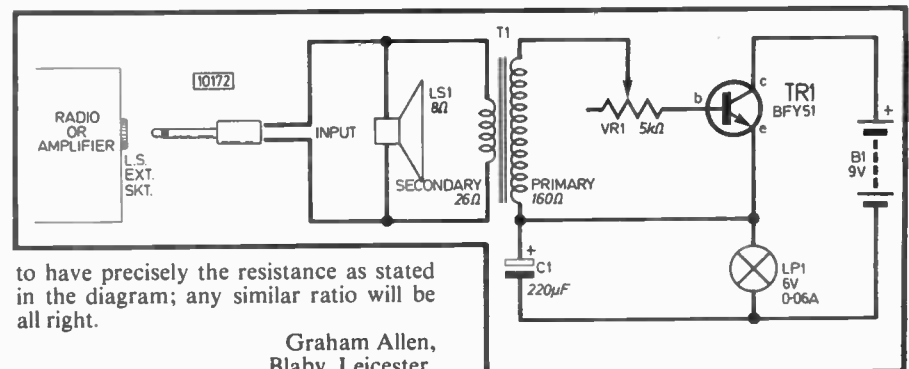 T1
10172
RADIO
OR
AMPLIFIER
L.S.
EXT.
SKT.
INPUT
LS1
8Ω
SECONDARY
26Ω
PRIMARY
160Ω
VR1 5kΩ
b
c
e
TR1
BFY51
+
B1
9V
+
C1
220µF
LP1
6V
0·06A
to have precisely the resistance as stated
in the diagram; any similar ratio will be
all right.
Graham Allen,
Blaby, Leicester.